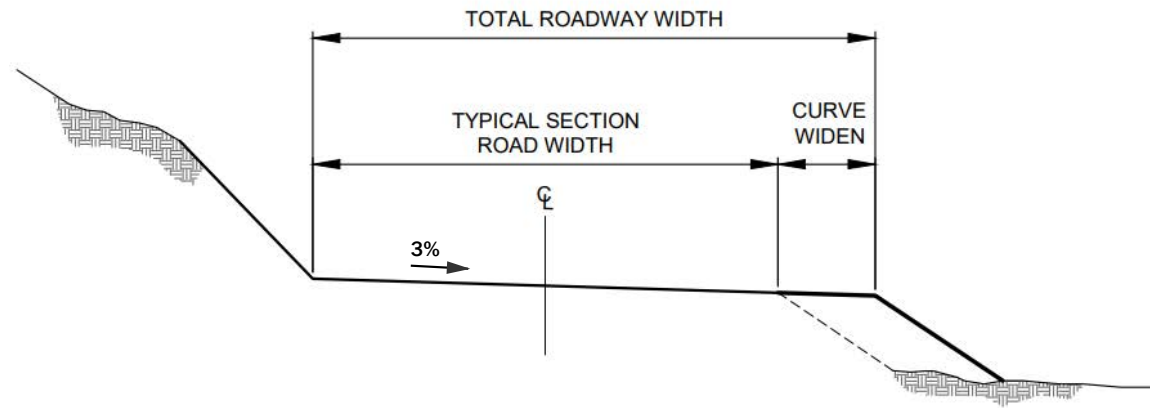 TOTAL ROADWAY WIDTH
TYPICAL SECTION
ROAD WIDTH
CURVE
WIDEN
℄
3%